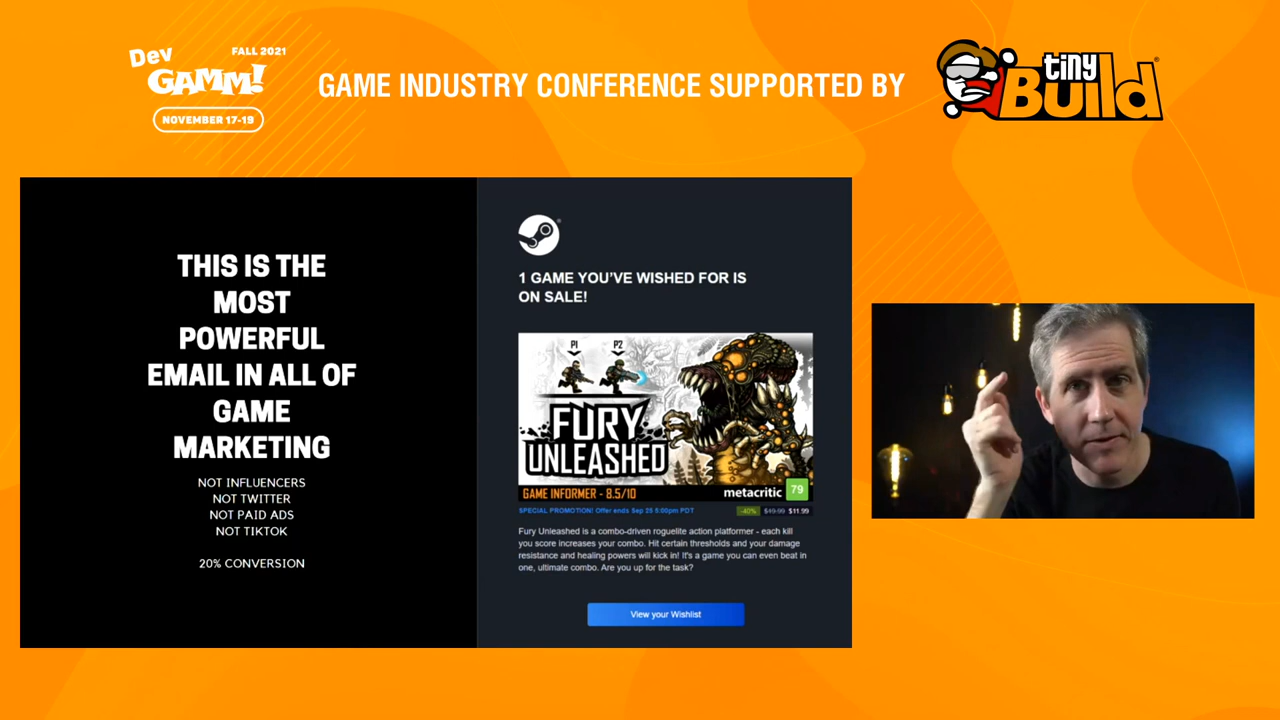 Dev
GAMM!
FALL 2021
NOVEMBER 17-19
GAME INDUSTRY CONFERENCE SUPPORTED BY
tiny
Build
THIS IS THE
MOST
POWERFUL
EMAIL IN ALL OF
GAME
MARKETING
NOT INFLUENCERS
NOT TWITTER
NOT PAID ADS
NOT TIKTOK
20% CONVERSION
1 GAME YOU'VE WISHED FOR IS
ON SALE!
P1 P2
FURY
UNLEASHED
GAME INFORMER - 8.5/10
metacritic 79
SPECIAL PROMOTION! Offer ends Sep 25 5:00pm PDT
-40% $19.99 $11.99
Fury Unleashed is a combo-driven roguelite action platformer - each kill
you score increases your combo. Hit certain thresholds and your damage
resistance and healing powers will kick in! It's a game you can even beat in
one, ultimate combo. Are you up for the task?
View your Wishlist